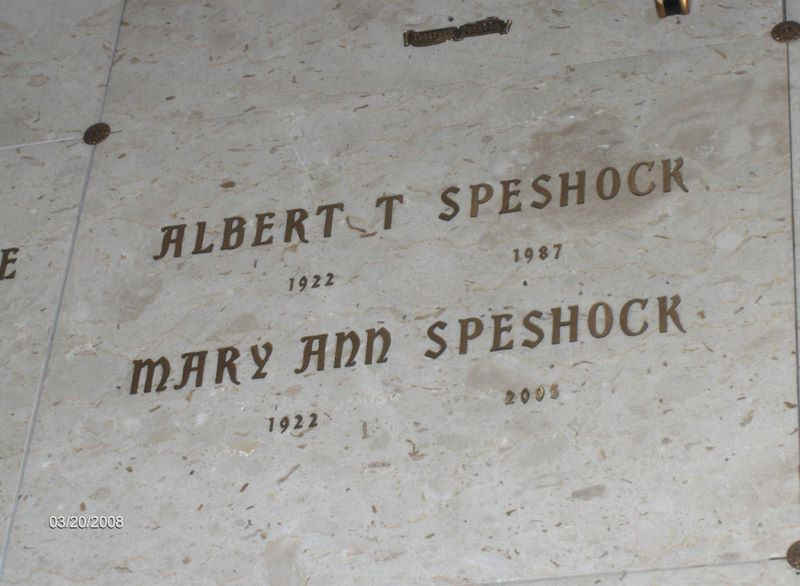 ALBERT T SPESHOCK
1922 1987
E
MARY ANN SPESHOCK
1922 2005
03/20/2008